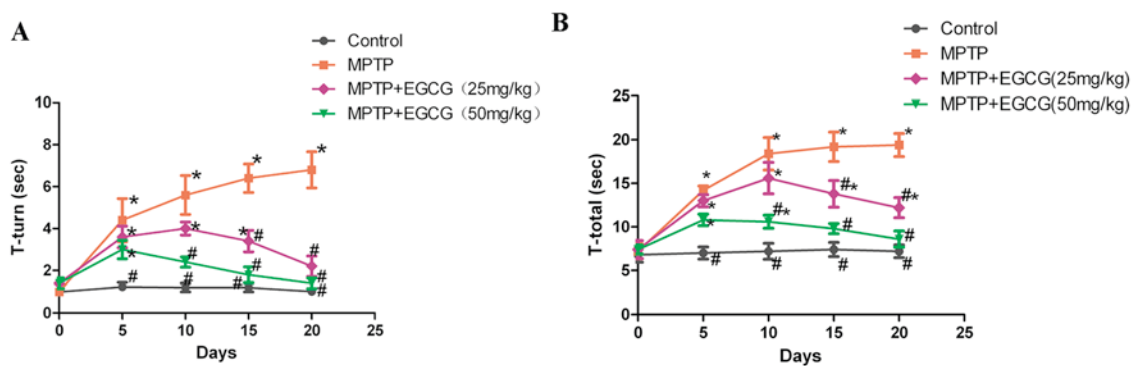 A
Control
MPTP
MPTP+EGCG（25mg/kg）
MPTP+EGCG（50mg/kg）
T-turn (sec)
10
8
6
4
2
0
* * * *
* * * # #
* # # #
# # # #
0 5 10 15 20 25
Days
B
Control
MPTP
MPTP+EGCG(25mg/kg)
MPTP+EGCG(50mg/kg)
T-total (sec)
25
20
15
10
5
0
* * * *
* * #* #*
* #* # #
# # # #
0 5 10 15 20 25
Days